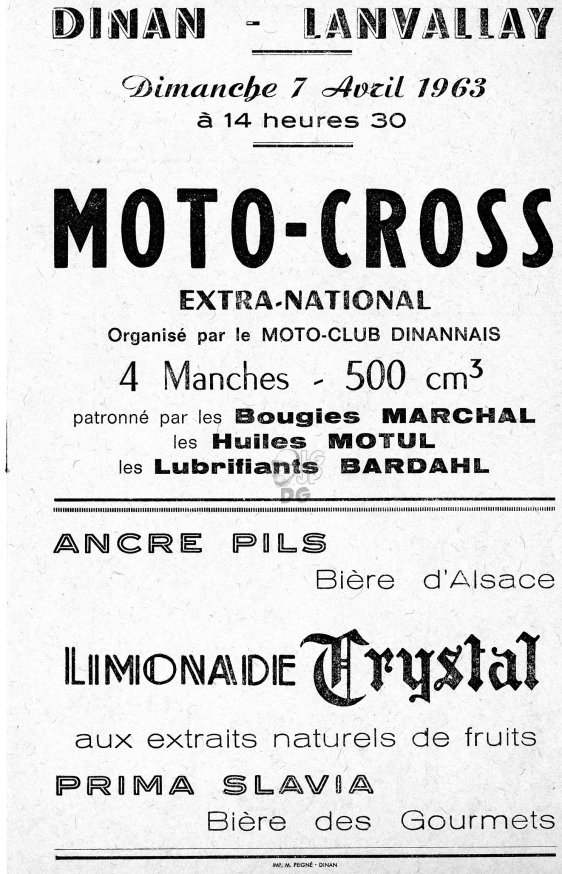 DINAN - LANVALLAY
Dimanche 7 Avril 1963
à 14 heures 30
MOTO-CROSS
EXTRA-NATIONAL
Organisé par le MOTO-CLUB DINANNAIS
4 Manches - 500 cm³
patronné par les Bougies MARCHAL
les Huiles MOTUL
les Lubrifiants BARDAHL
DG
ANCRE PILS
Bière d'Alsace
LIMONADE Crystal
aux extraits naturels de fruits
PRIMA SLAVIA
Bière des Gourmets
IMP. M. PEIGNÉ - DINAN